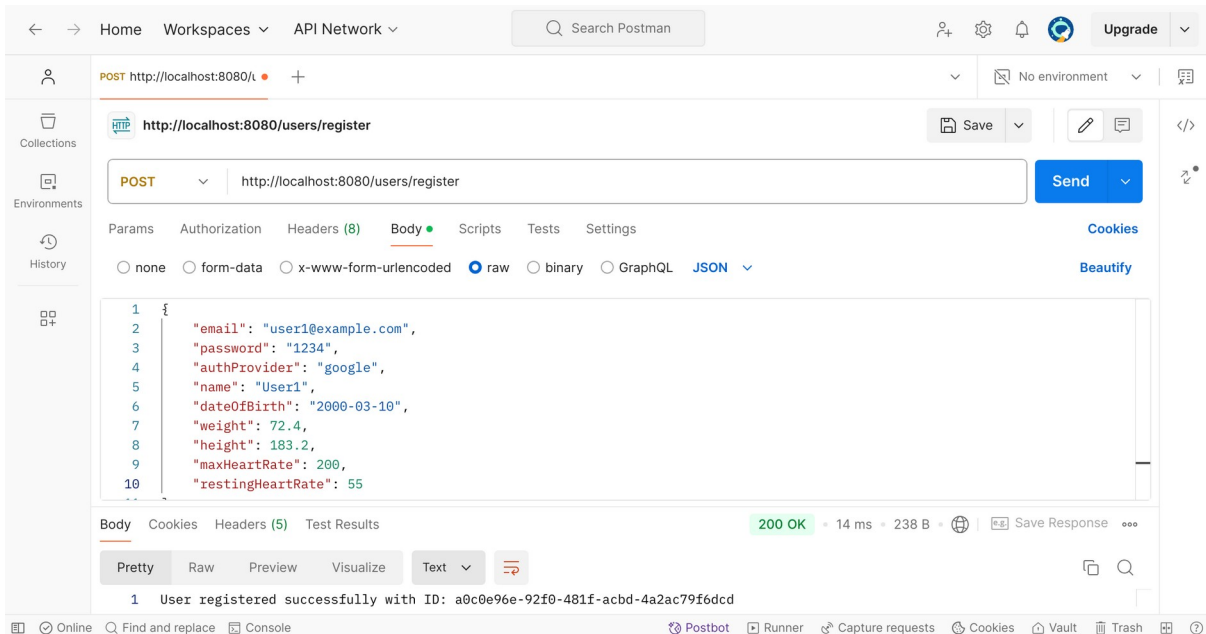 Home Workspaces API Network Search Postman Upgrade
POST http://localhost:8080/u No environment
HTTP http://localhost:8080/users/register Save
Collections
Environments
History
POST http://localhost:8080/users/register Send
Params Authorization Headers (8) Body Scripts Tests Settings Cookies
none form-data x-www-form-urlencoded raw binary GraphQL JSON Beautify
1 {
2 "email": "user1@example.com",
3 "password": "1234",
4 "authProvider": "google",
5 "name": "User1",
6 "dateOfBirth": "2000-03-10",
7 "weight": 72.4,
8 "height": 183.2,
9 "maxHeartRate": 200,
10 "restingHeartRate": 55
Body Cookies Headers (5) Test Results 200 OK 14 ms 238 B e.g. Save Response
Pretty Raw Preview Visualize Text
1 User registered successfully with ID: a0c0e96e-92f0-481f-acbd-4a2ac79f6dcd
Online Find and replace Console Postbot Runner Capture requests Cookies Vault Trash